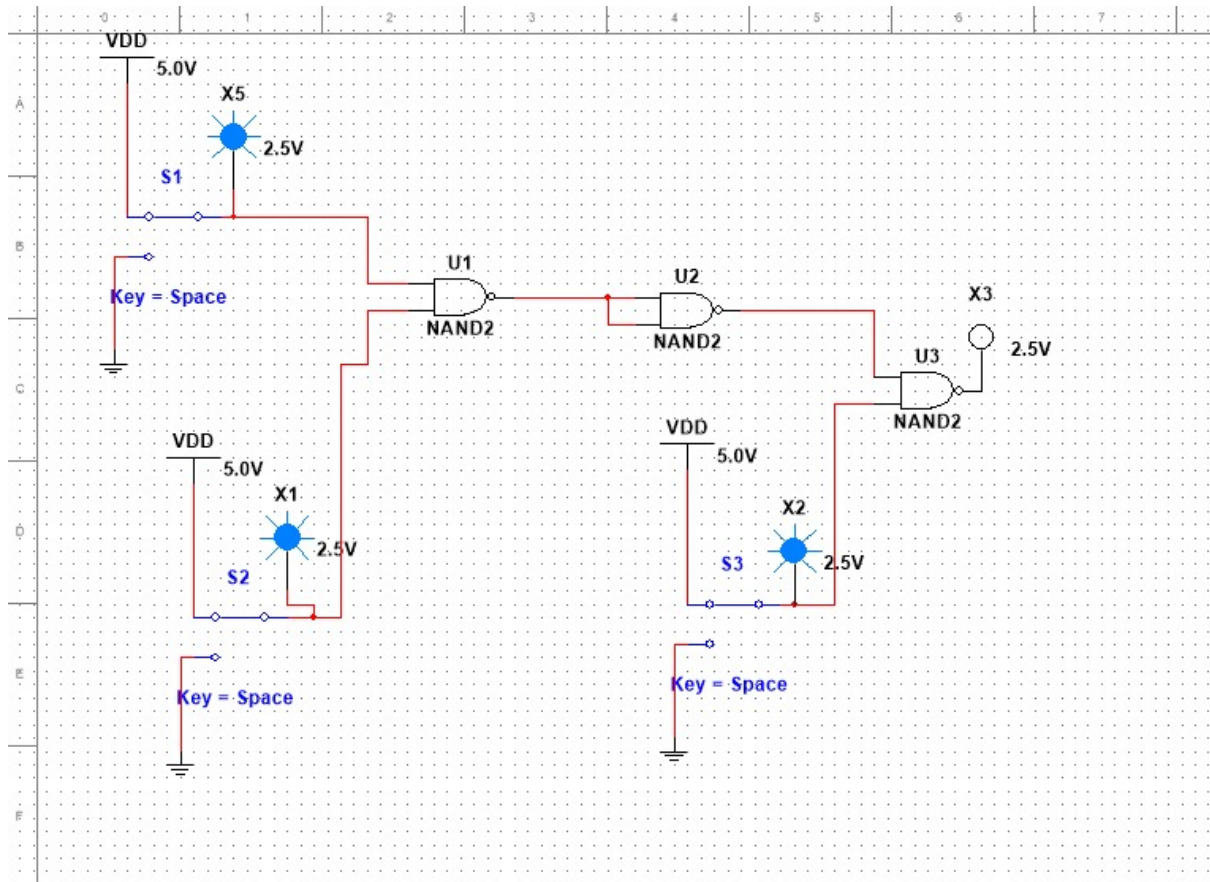 0 1 2 3 4 5 6 7
VDD
5.0V
X5
A
2.5V
S1
B
U1
Key = Space
NAND2
U2
NAND2
X3
2.5V
U3
NAND2
C
VDD
5.0V
X1
2.5V
S2
VDD
5.0V
X2
2.5V
S3
D
E
Key = Space
Key = Space
F